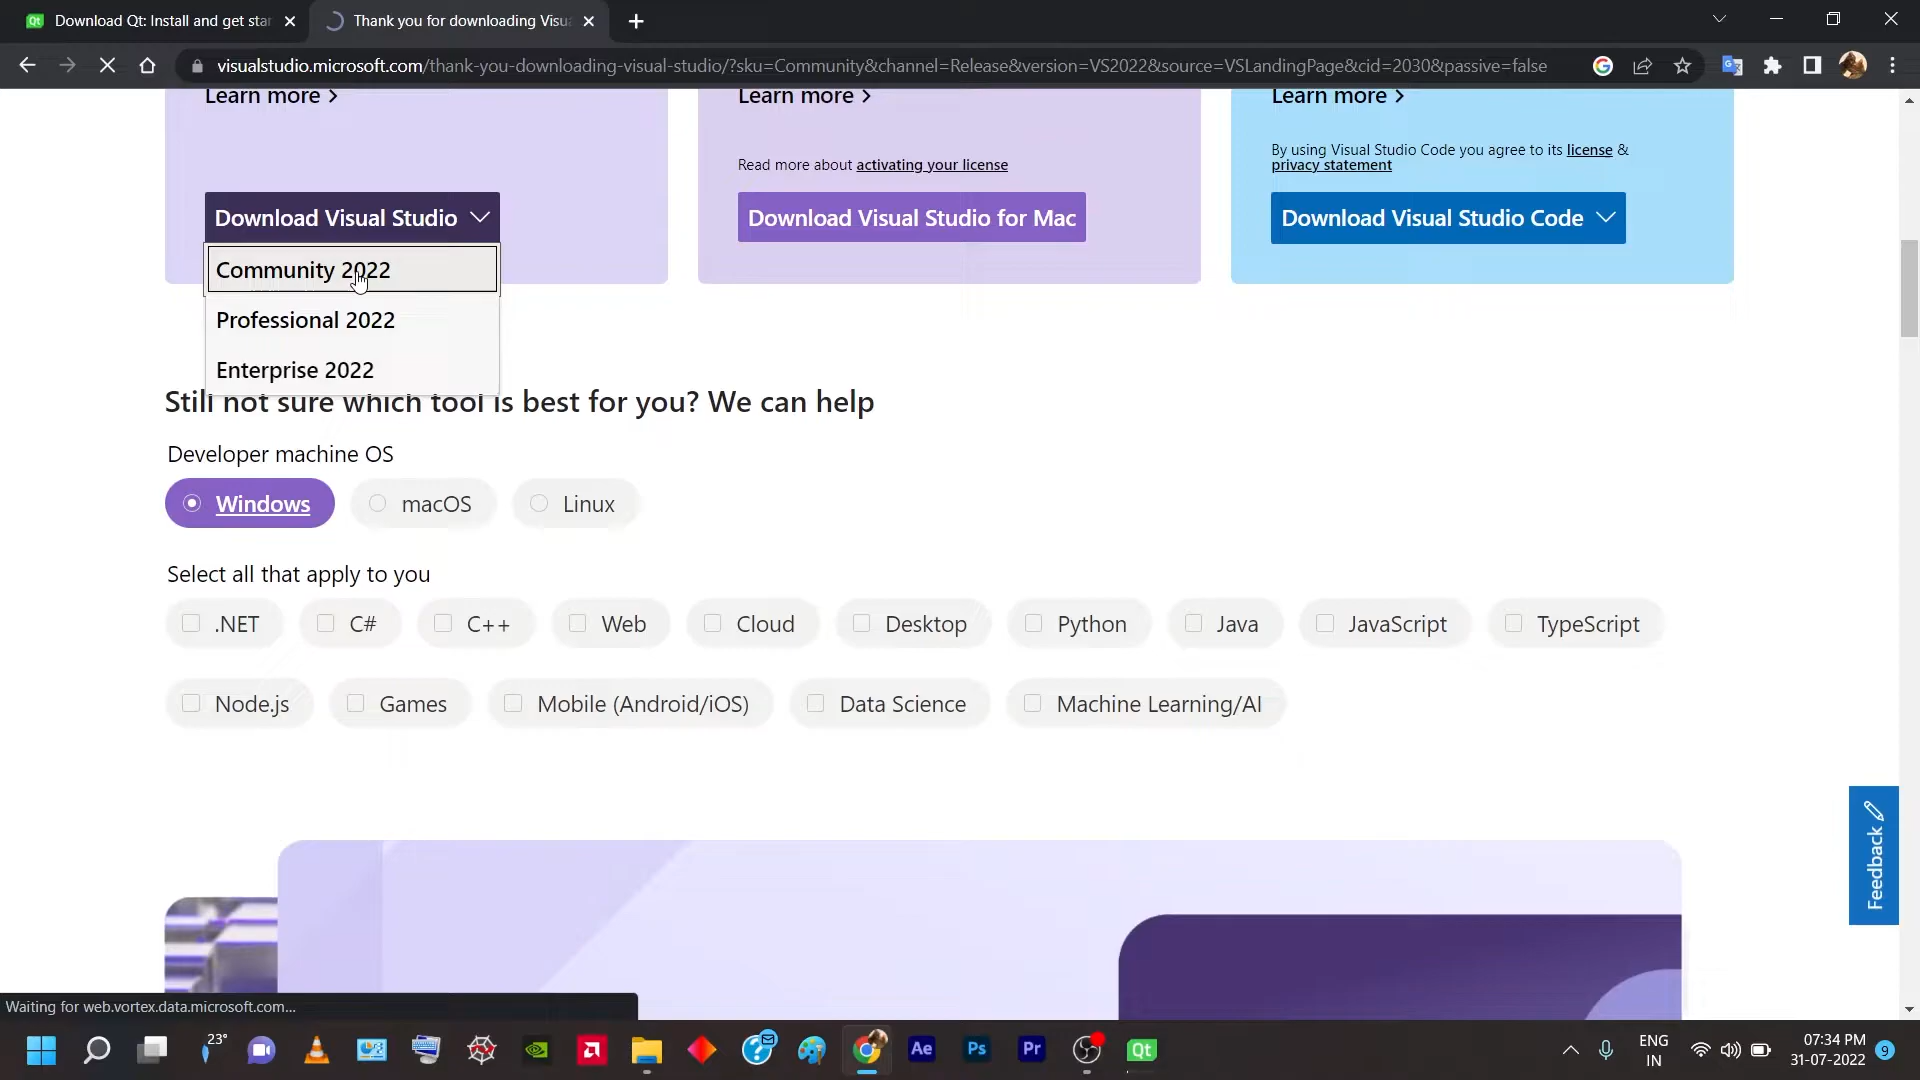 Download Qt: Install and get star
Thank you for downloading Visu
visualstudio.microsoft.com/thank-you-downloading-visual-studio/?sku=Community&channel=Release&version=VS2022&source=VSLandingPage&cid=2030&passive=false
Learn more
Learn more
Learn more
Read more about activating your license
By using Visual Studio Code you agree to its license &
privacy statement
Download Visual Studio
Download Visual Studio for Mac
Download Visual Studio Code
Community 2022
Professional 2022
Enterprise 2022
Still not sure which tool is best for you? We can help
Developer machine OS
Windows
macOS
Linux
Select all that apply to you
.NET
C#
C++
Web
Cloud
Desktop
Python
Java
JavaScript
TypeScript
Node.js
Games
Mobile (Android/iOS)
Data Science
Machine Learning/AI
Feedback
Waiting for web.vortex.data.microsoft.com...
23°
Ae
Ps
Pr
Qt
ENG
IN
07:34 PM
31-07-2022
9